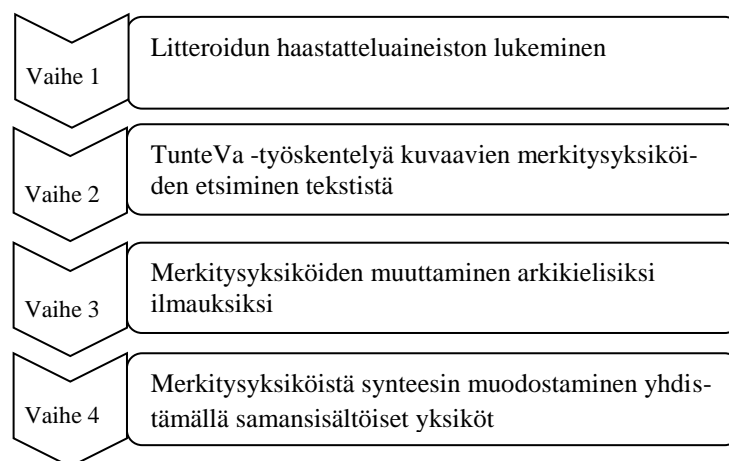 Vaihe 1
Litteroidun haastatteluaineiston lukeminen
Vaihe 2
TunteVa -työskentelyä kuvaavien merkitysyksiköi-
den etsiminen tekstistä
Vaihe 3
Merkitysyksiköiden muuttaminen arkikielisiksi
ilmauksiksi
Vaihe 4
Merkitysyksiköistä synteesin muodostaminen yhdis-
tämällä samansisältöiset yksiköt